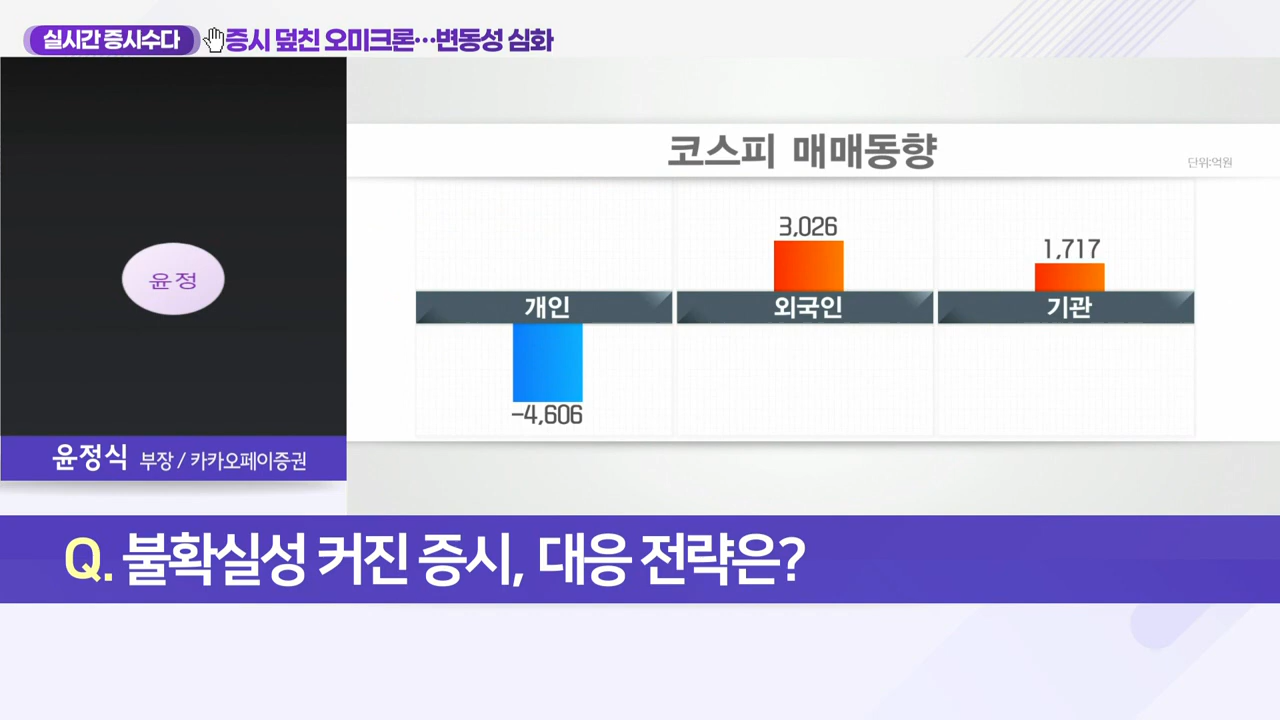 실시간 증시수다 증시 덮친 오미크론…변동성 심화
코스피 매매동향
단위:억원
3,026
1,717
개인 외국인 기관
-4,606
윤정
윤정식 부장 / 카카오페이증권
Q. 불확실성 커진 증시, 대응 전략은?